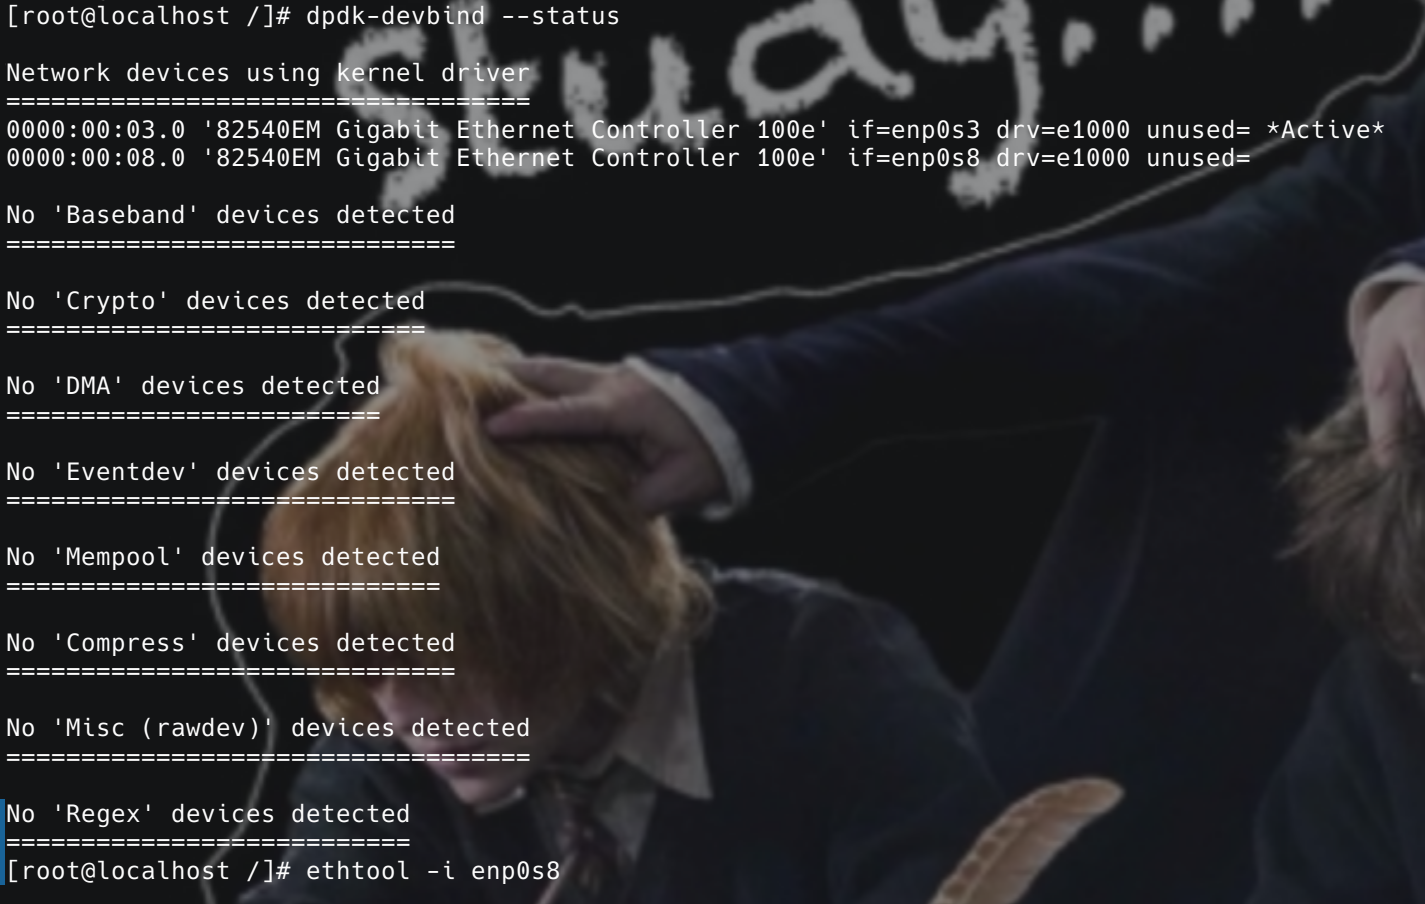 [root@localhost /]# dpdk-devbind --status
study....
Network devices using kernel driver
===================================
0000:00:03.0 '82540EM Gigabit Ethernet Controller 100e' if=enp0s3 drv=e1000 unused= *Active*
0000:00:08.0 '82540EM Gigabit Ethernet Controller 100e' if=enp0s8 drv=e1000 unused=
No 'Baseband' devices detected
==============================
No 'Crypto' devices detected
============================
No 'DMA' devices detected
=========================
No 'Eventdev' devices detected
==============================
No 'Mempool' devices detected
=============================
No 'Compress' devices detected
==============================
No 'Misc (rawdev)' devices detected
===================================
No 'Regex' devices detected
===========================
[root@localhost /]# ethtool -i enp0s8